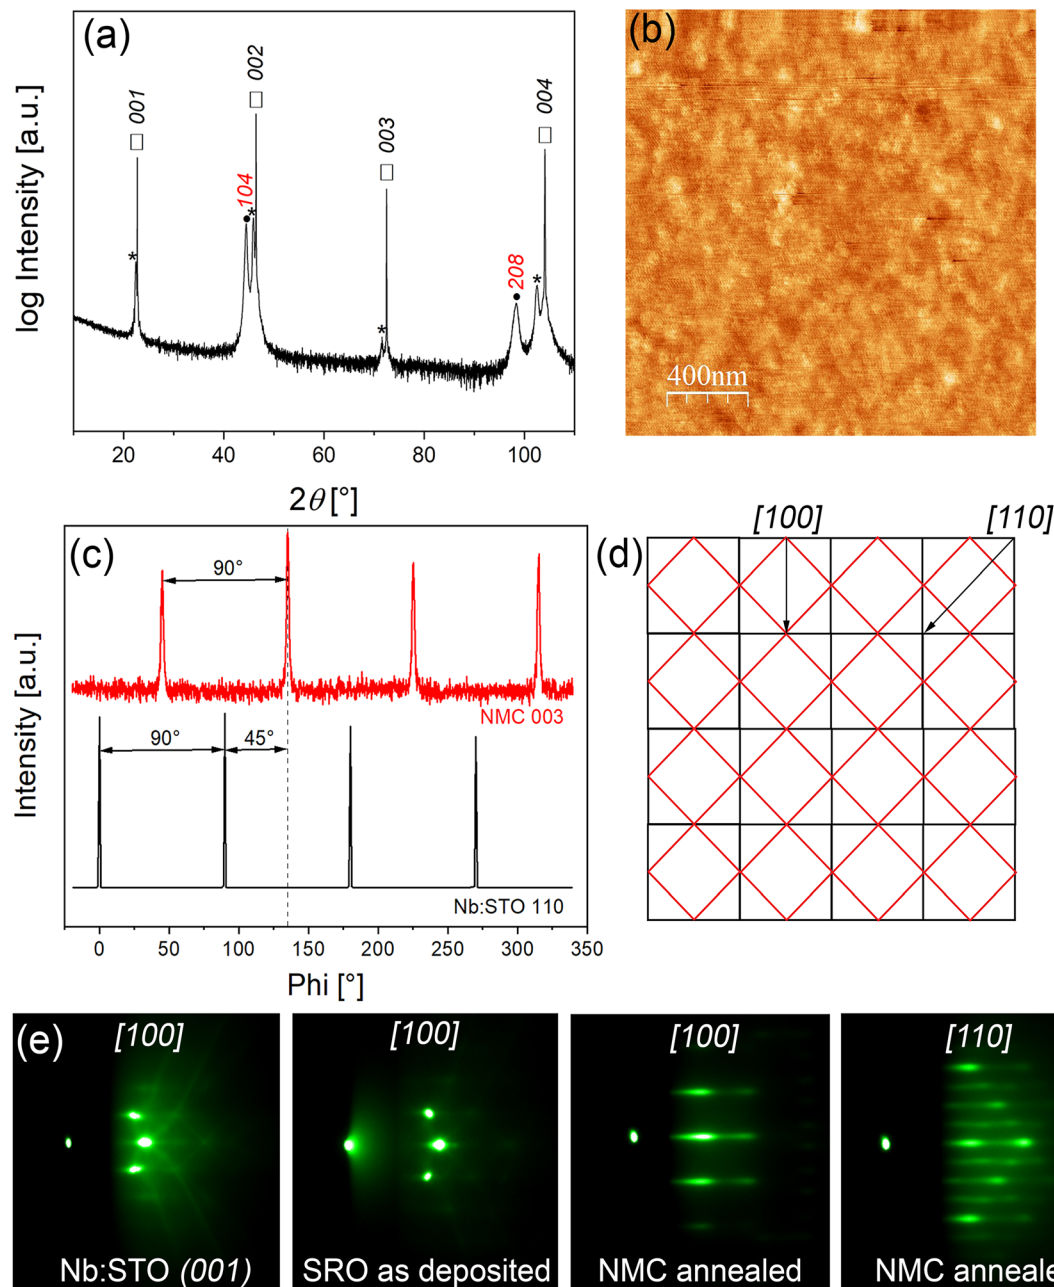 (a)
001
002
003
004
104
208
*
*
*
*
log Intensity [a.u.]
20
40
60
80
100
2θ [°]
(b)
400nm
(c)
90°
NMC 003
90°
45°
Nb:STO 110
Intensity [a.u.]
0
50
100
150
200
250
300
350
Phi [°]
(d)
[100]
[110]
(e)
[100]
Nb:STO (001)
[100]
SRO as deposited
[100]
NMC annealed
[110]
NMC anneale